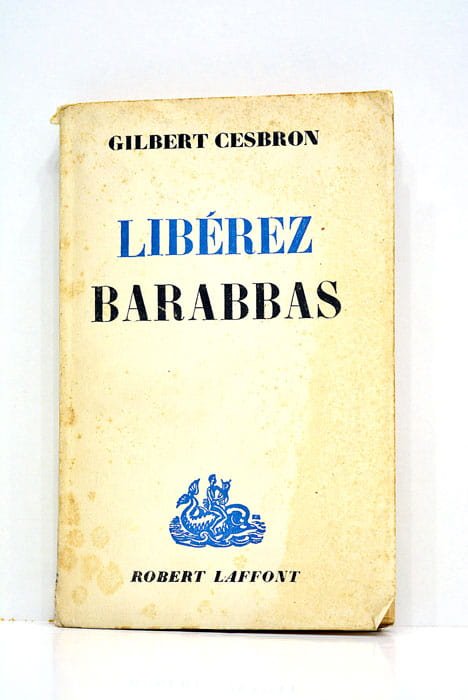 GILBERT CESBRON
LIBÉREZ
BARABBAS
ROBERT LAFFONT